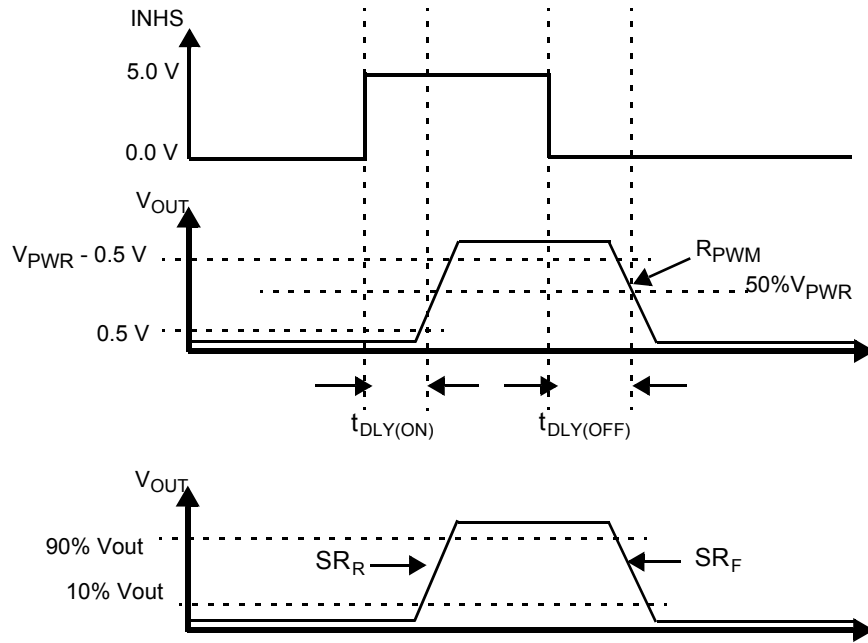 INHS
5.0 V
0.0 V
VOUT
VPWR - 0.5 V
RPWM
50%VPWR
0.5 V
tDLY(ON)
tDLY(OFF)
VOUT
90% Vout
SRR
SRF
10% Vout